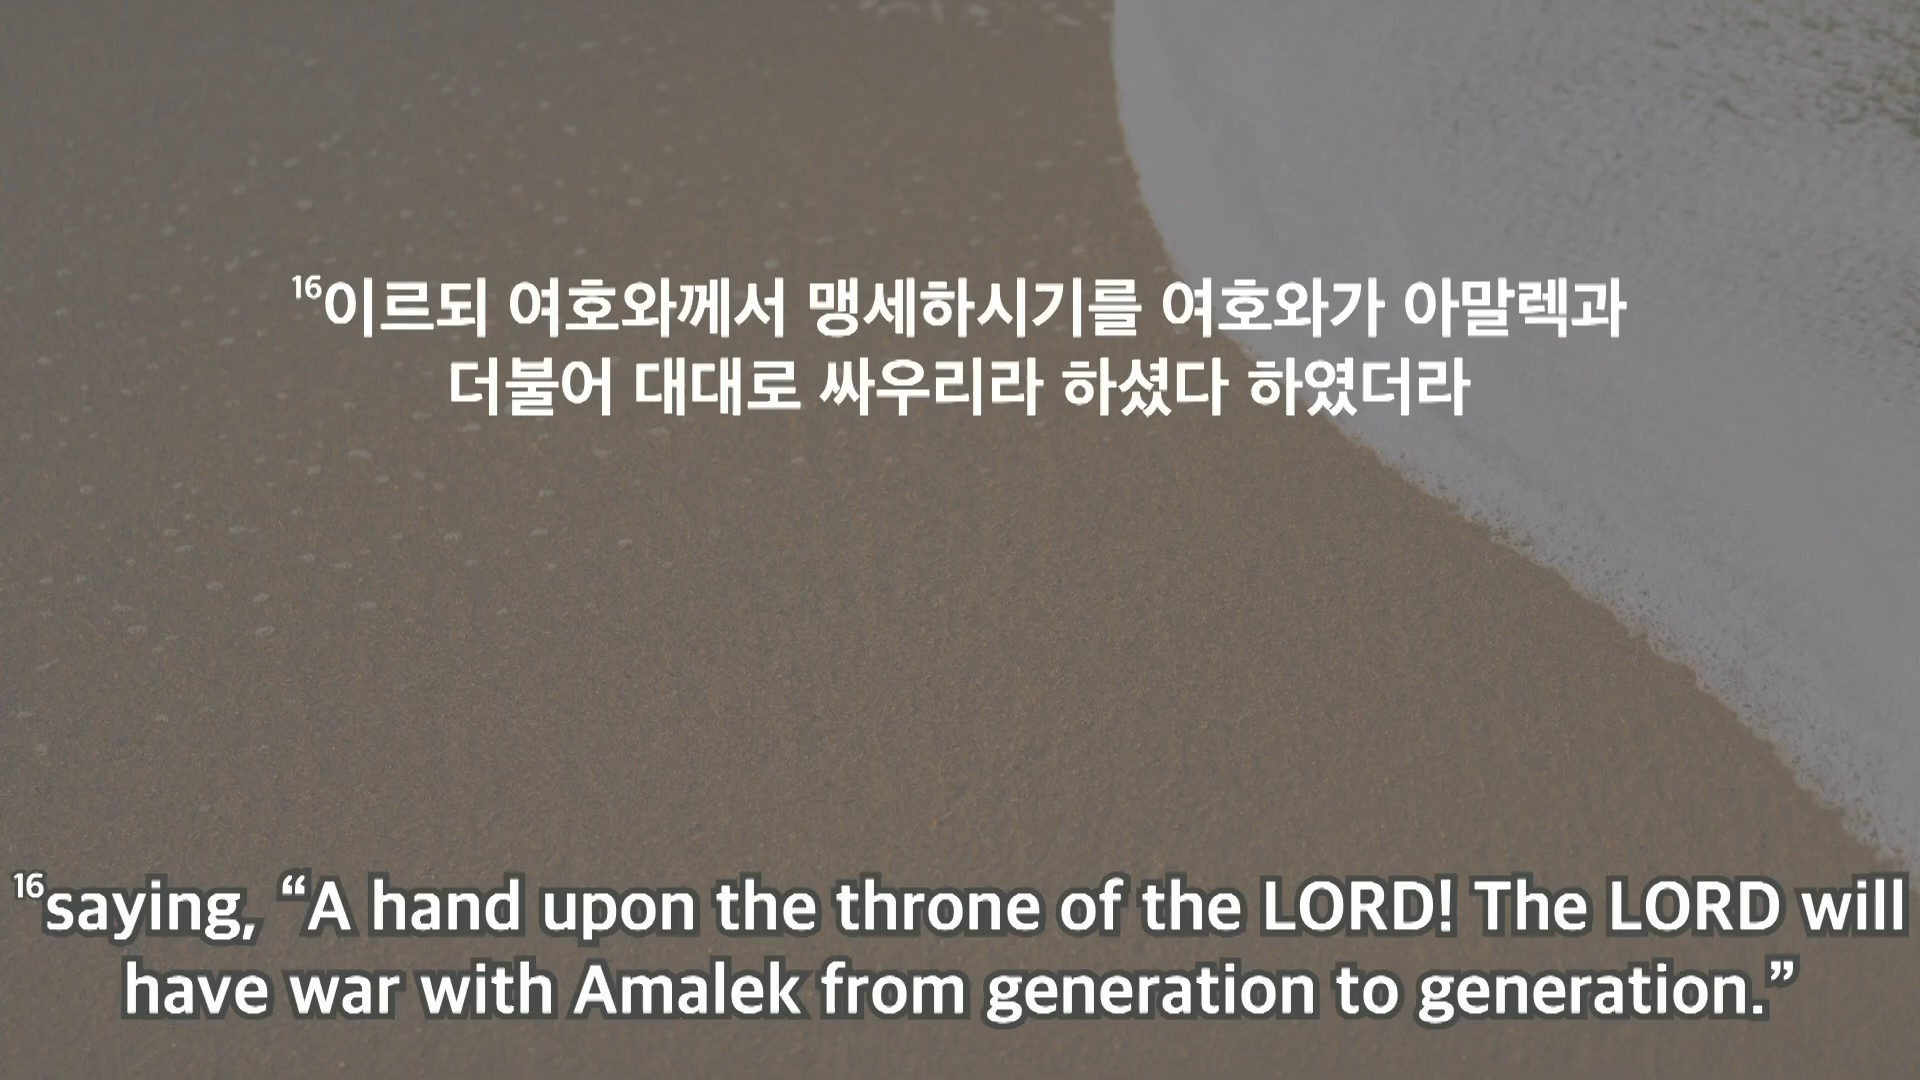 16이르되 여호와께서 맹세하시기를 여호와가 아말렉과
더불어 대대로 싸우리라 하셨다 하였더라
16saying, “A hand upon the throne of the LORD! The LORD will
have war with Amalek from generation to generation.”